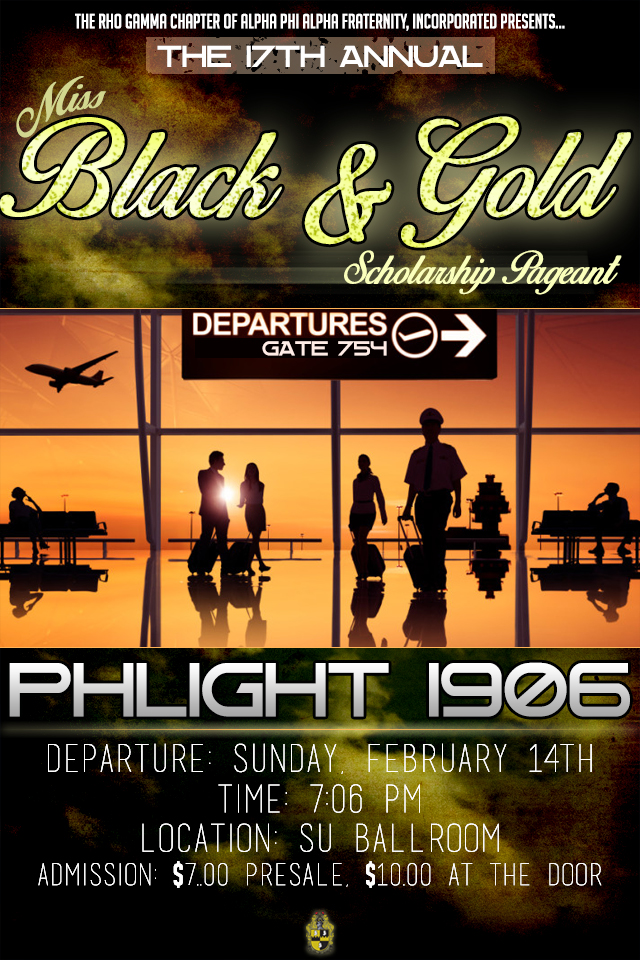 THE RHO GAMMA CHAPTER OF ALPHA PHI ALPHA FRATERNITY, INCORPORATED PRESENTS...
THE 17TH ANNUAL
Miss
Black & Gold
Scholarship Pageant
DEPARTURES
GATE 754
PHLIGHT 1906
DEPARTURE: SUNDAY, FEBRUARY 14TH
TIME: 7:06 PM
LOCATION: SU BALLROOM
ADMISSION: $7..00 PRESALE, $10.00 AT THE DOOR